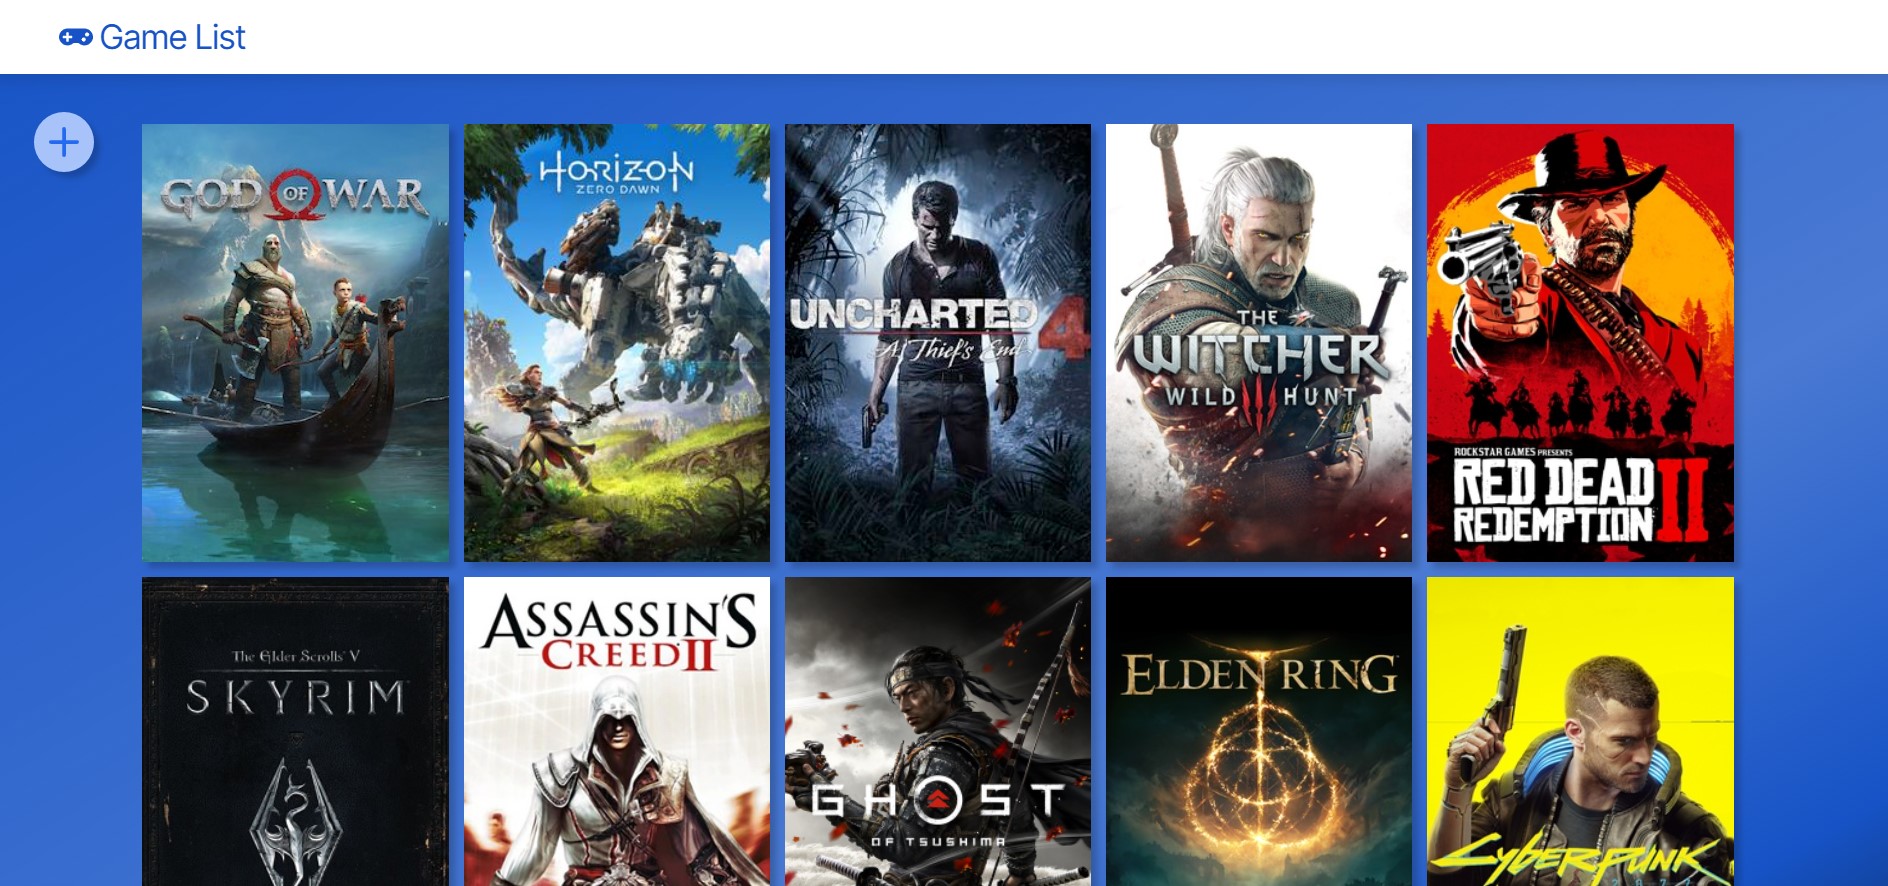 Game List
GOD OF WAR
HORIZON
ZERO DAWN
UNCHARTED 4
A Thief's End
THE
WITCHER
WILD III HUNT
ROCKSTAR GAMES PRESENTS
RED DEAD
REDEMPTION II
The Elder Scrolls V
SKYRIM
ASSASSIN'S
CREED II
GHOST
OF TSUSHIMA
ELDEN RING
CYBERPUNK